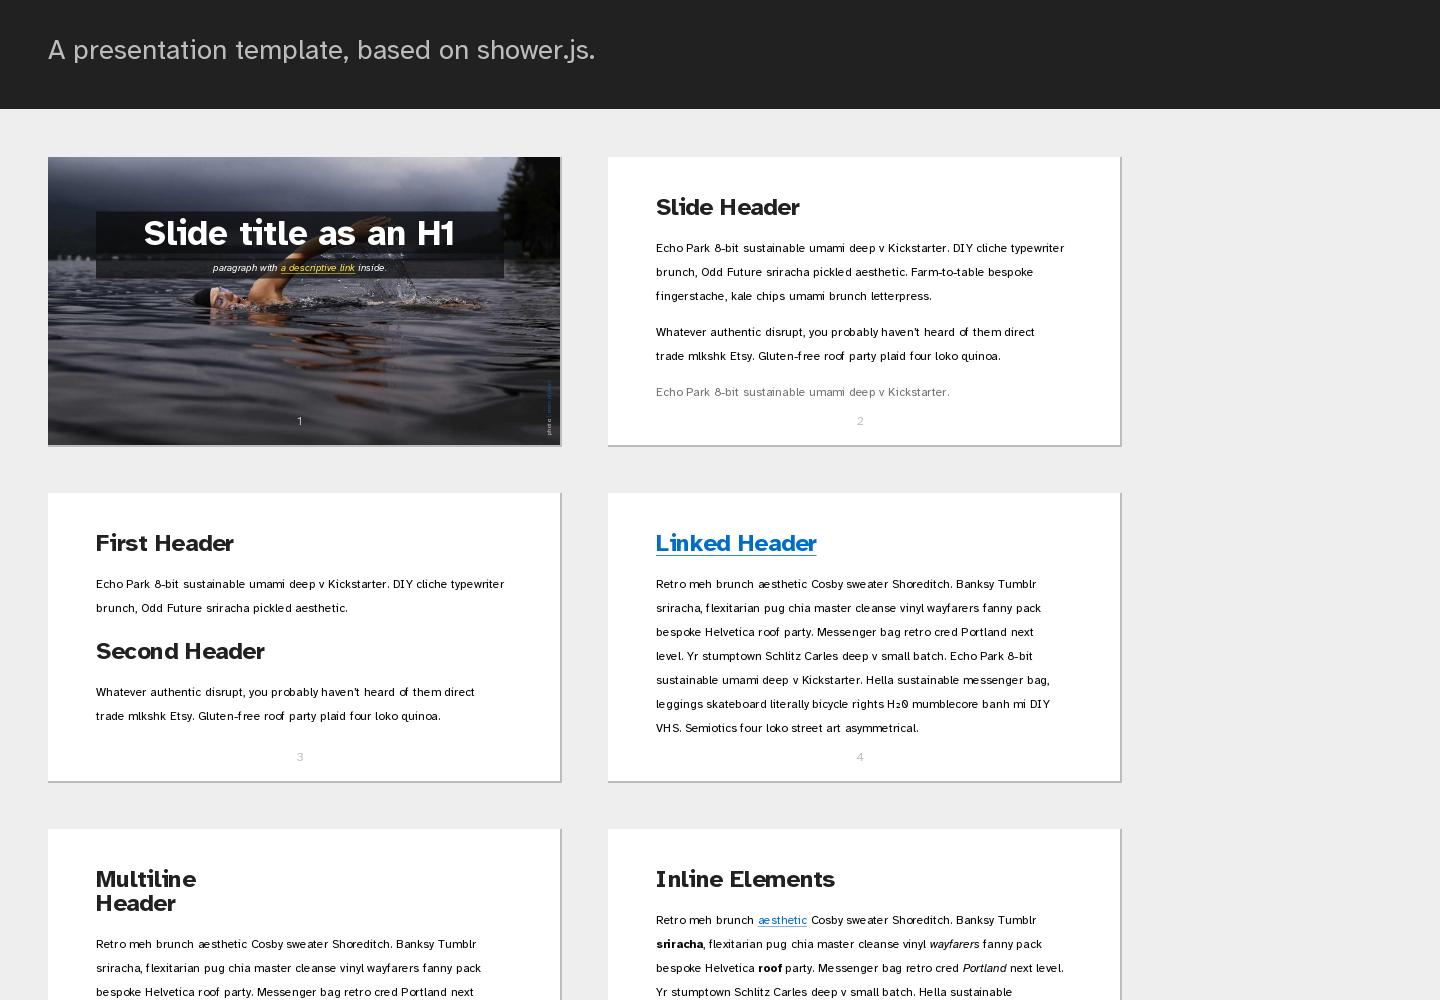 A presentation template, based on shower.js.
Slide title as an H1
paragraph with a descriptive link inside.
1
Slide Header
Echo Park 8-bit sustainable umami deep v Kickstarter. DIY cliche typewriter
brunch, Odd Future sriracha pickled aesthetic. Farm-to-table bespoke
fingerstache, kale chips umami brunch letterpress.
Whatever authentic disrupt, you probably haven't heard of them direct
trade mlkshk Etsy. Gluten-free roof party plaid four loko quinoa.
Echo Park 8-bit sustainable umami deep v Kickstarter.
2
First Header
Echo Park 8-bit sustainable umami deep v Kickstarter. DIY cliche typewriter
brunch, Odd Future sriracha pickled aesthetic.
Second Header
Whatever authentic disrupt, you probably haven't heard of them direct
trade mlkshk Etsy. Gluten-free roof party plaid four loko quinoa.
3
Linked Header
Retro meh brunch aesthetic Cosby sweater Shoreditch. Banksy Tumblr
sriracha, flexitarian pug chia master cleanse vinyl wayfarers fanny pack
bespoke Helvetica roof party. Messenger bag retro cred Portland next
level. Yr stumptown Schlitz Carles deep v small batch. Echo Park 8-bit
sustainable umami deep v Kickstarter. Hella sustainable messenger bag,
leggings skateboard literally bicycle rights H₂0 mumblecore banh mi DIY
VHS. Semiotics four loko street art asymmetrical.
4
Multiline
Header
Retro meh brunch aesthetic Cosby sweater Shoreditch. Banksy Tumblr
sriracha, flexitarian pug chia master cleanse vinyl wayfarers fanny pack
bespoke Helvetica roof party. Messenger bag retro cred Portland next
Inline Elements
Retro meh brunch aesthetic Cosby sweater Shoreditch. Banksy Tumblr
sriracha, flexitarian pug chia master cleanse vinyl wayfarers fanny pack
bespoke Helvetica roof party. Messenger bag retro cred Portland next level.
Yr stumptown Schlitz Carles deep v small batch. Hella sustainable